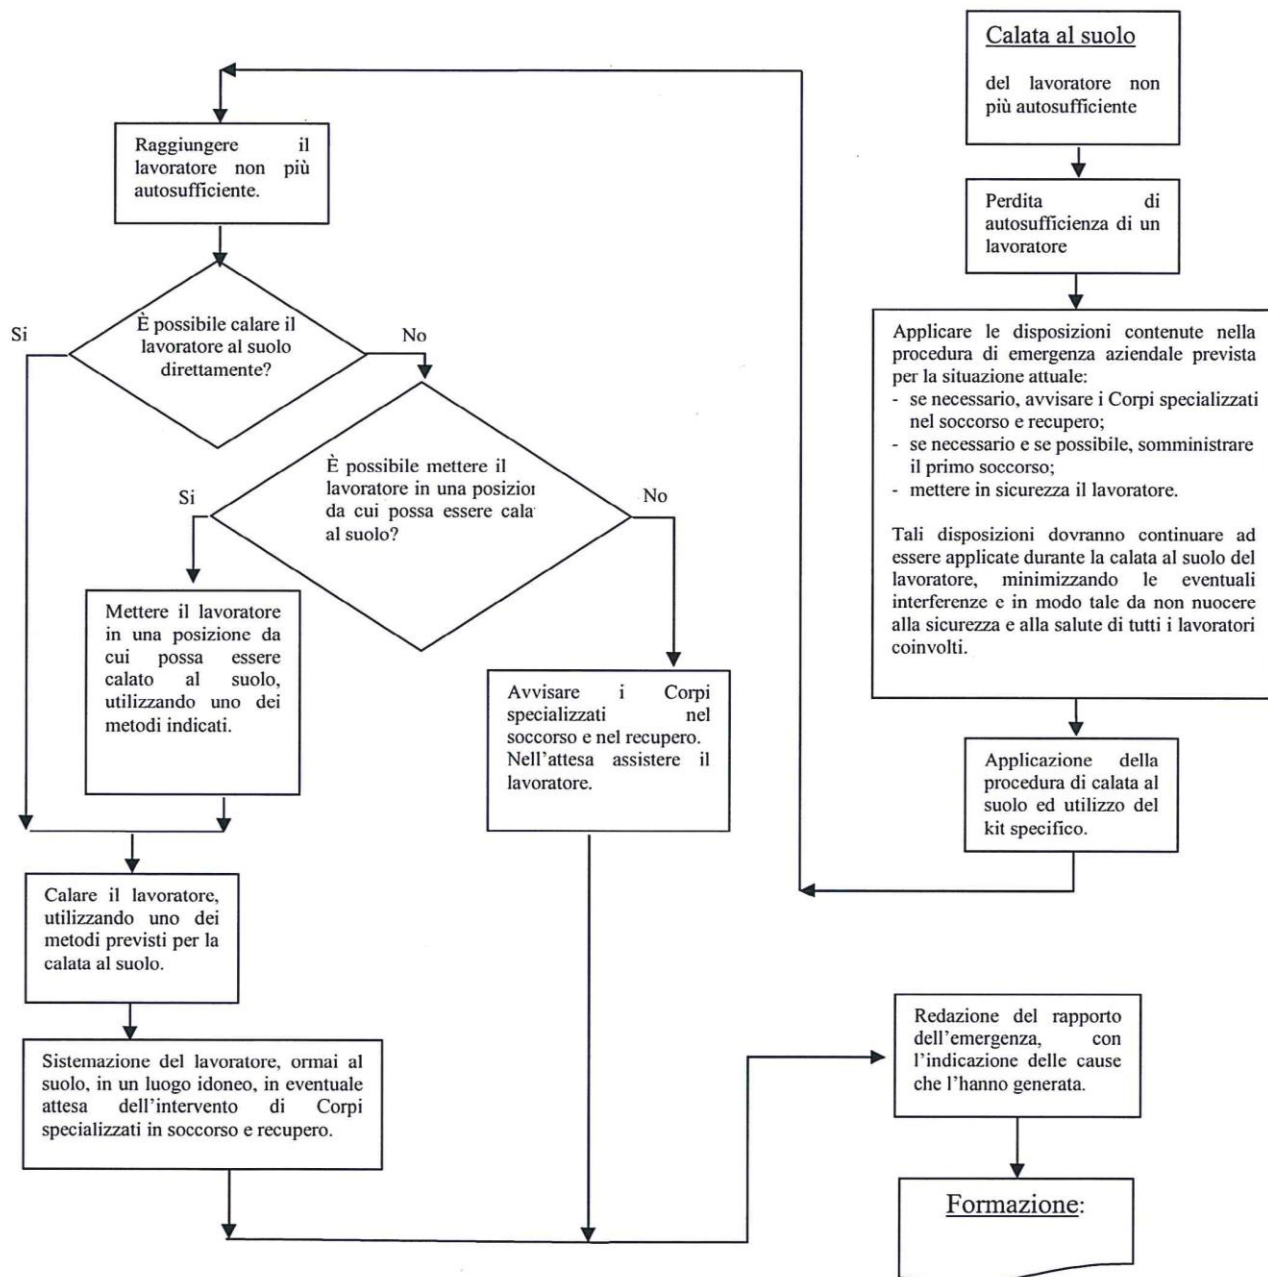 Calata al suolo
del lavoratore non
più autosufficiente
Perdita di
autosufficienza di un
lavoratore
Applicare le disposizioni contenute nella
procedura di emergenza aziendale prevista
per la situazione attuale:
- se necessario, avvisare i Corpi specializzati
nel soccorso e recupero;
- se necessario e se possibile, somministrare
il primo soccorso;
- mettere in sicurezza il lavoratore.
Tali disposizioni dovranno continuare ad
essere applicate durante la calata al suolo del
lavoratore, minimizzando le eventuali
interferenze e in modo tale da non nuocere
alla sicurezza e alla salute di tutti i lavoratori
coinvolti.
Applicazione della
procedura di calata al
suolo ed utilizzo del
kit specifico.
Raggiungere il
lavoratore non più
autosufficiente.
È possibile calare il
lavoratore al suolo
direttamente?
Si
No
È possibile mettere il
lavoratore in una posizior
da cui possa essere cala
al suolo?
Si
No
Mettere il lavoratore
in una posizione da
cui possa essere
calato al suolo,
utilizzando uno dei
metodi indicati.
Avvisare i Corpi
specializzati nel
soccorso e nel recupero.
Nell'attesa assistere il
lavoratore.
Calare il lavoratore,
utilizzando uno dei
metodi previsti per la
calata al suolo.
Sistemazione del lavoratore, ormai al
suolo, in un luogo idoneo, in eventuale
attesa dell'intervento di Corpi
specializzati in soccorso e recupero.
Redazione del rapporto
dell'emergenza, con
l'indicazione delle cause
che l'hanno generata.
Formazione: